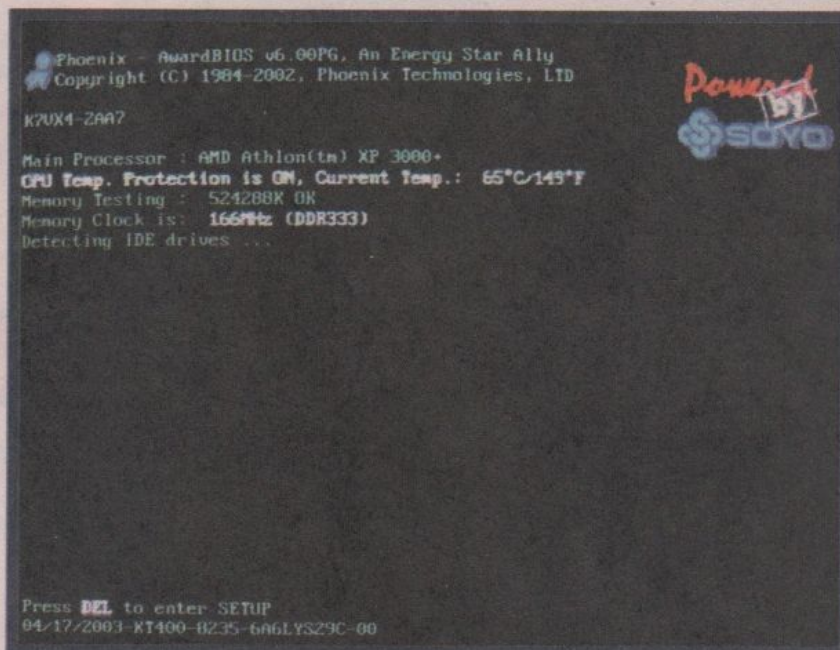 Phoenix - AwardBIOS v6.00PG, An Energy Star Ally
Copyright (C) 1984-2002, Phoenix Technologies, LTD
Powered
by
SOYO
K7VX4-2AA7
Main Processor : AMD Athlon(tm) XP 3000+
CPU Temp. Protection is ON, Current Temp.: 65°C/149°F
Memory Testing : 524288K OK
Memory Clock is: 166MHz (DDR333)
Detecting IDE drives ...
Press DEL to enter SETUP
04/17/2003-KT400-8235-6A6LYS29C-00